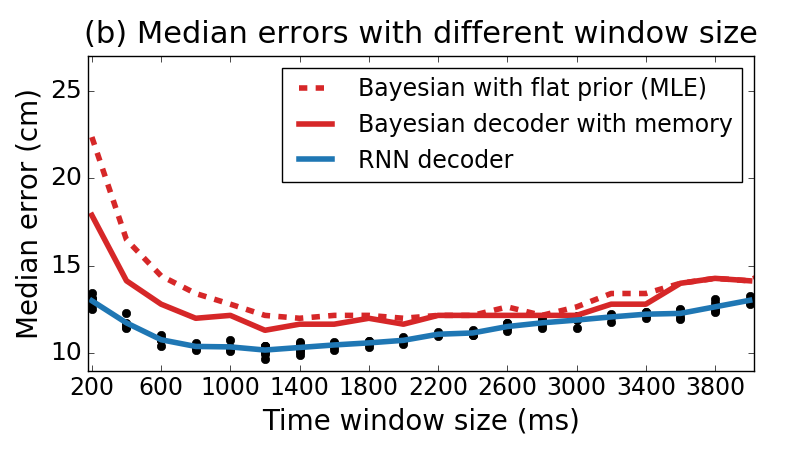 (b) Median errors with different window size
Bayesian with flat prior (MLE)
Bayesian decoder with memory
RNN decoder
Median error (cm)
25
20
15
10
200 600 1000 1400 1800 2200 2600 3000 3400 3800
Time window size (ms)